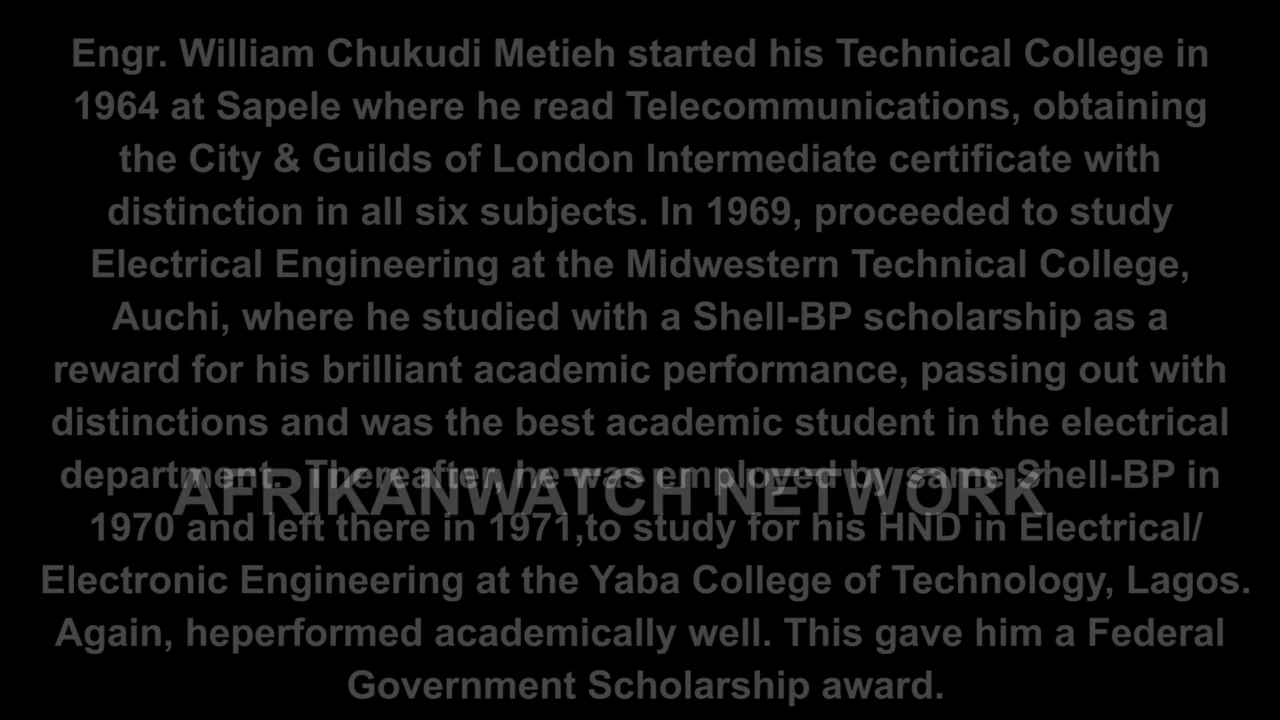 Engr. William Chukudi Metieh started his Technical College in
1964 at Sapele where he read Telecommunications, obtaining
the City & Guilds of London Intermediate certificate with
distinction in all six subjects. In 1969, proceeded to study
Electrical Engineering at the Midwestern Technical College,
Auchi, where he studied with a Shell-BP scholarship as a
reward for his brilliant academic performance, passing out with
distinctions and was the best academic student in the electrical
department. Thereafter, he was employed by same Shell-BP in
AFRIKANWATCH NETWORK
1970 and left there in 1971,to study for his HND in Electrical/
Electronic Engineering at the Yaba College of Technology, Lagos.
Again, heperformed academically well. This gave him a Federal
Government Scholarship award.